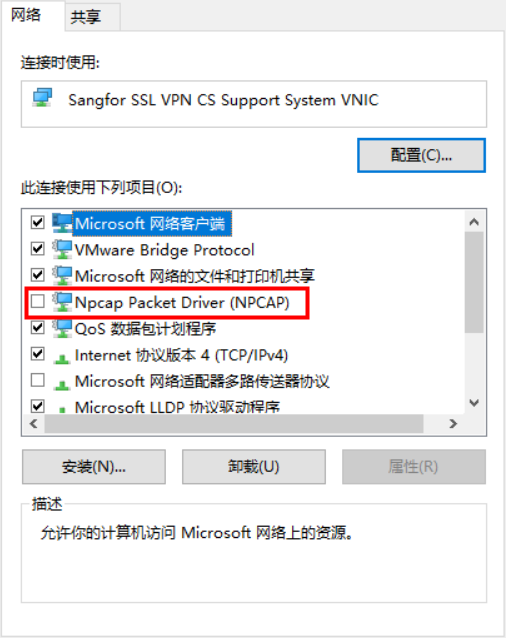 网络 共享
连接时使用:
Sangfor SSL VPN CS Support System VNIC
配置(C)...
此连接使用下列项目(O):
Microsoft 网络客户端
VMware Bridge Protocol
Microsoft 网络的文件和打印机共享
Npcap Packet Driver (NPCAP)
QoS 数据包计划程序
Internet 协议版本 4 (TCP/IPv4)
Microsoft 网络适配器多路传送器协议
Microsoft LLDP 协议驱动程序
安装(N)... 卸载(U) 属性(R)
描述
允许你的计算机访问 Microsoft 网络上的资源。